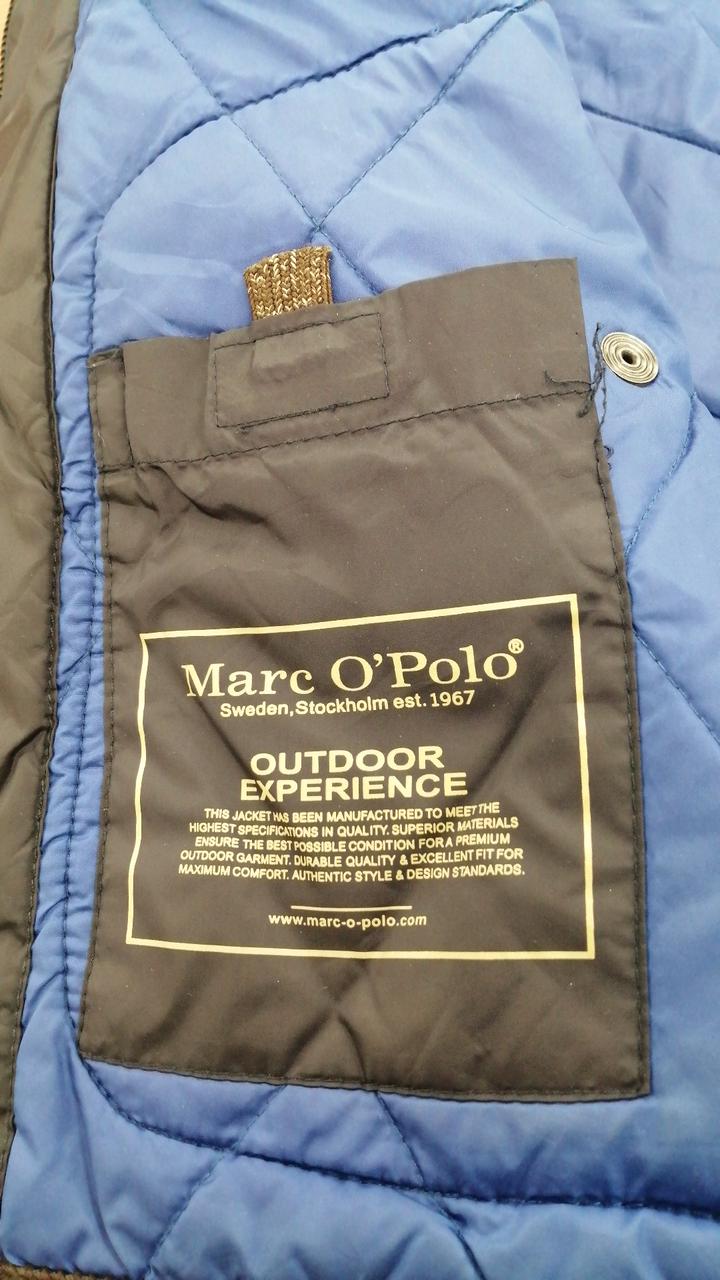 Marc O'Polo®
Sweden,Stockholm est.1967
OUTDOOR
EXPERIENCE
THIS JACKET HAS BEEN MANUFACTURED TO MEET THE
HIGHEST SPECIFICATIONS IN QUALITY. SUPERIOR MATERIALS
ENSURE THE BEST POSSIBLE CONDITION FOR A PREMIUM
OUTDOOR GARMENT. DURABLE QUALITY & EXCELLENT FIT FOR
MAXIMUM COMFORT. AUTHENTIC STYLE & DESIGN STANDARDS.
www.marc-o-polo.com